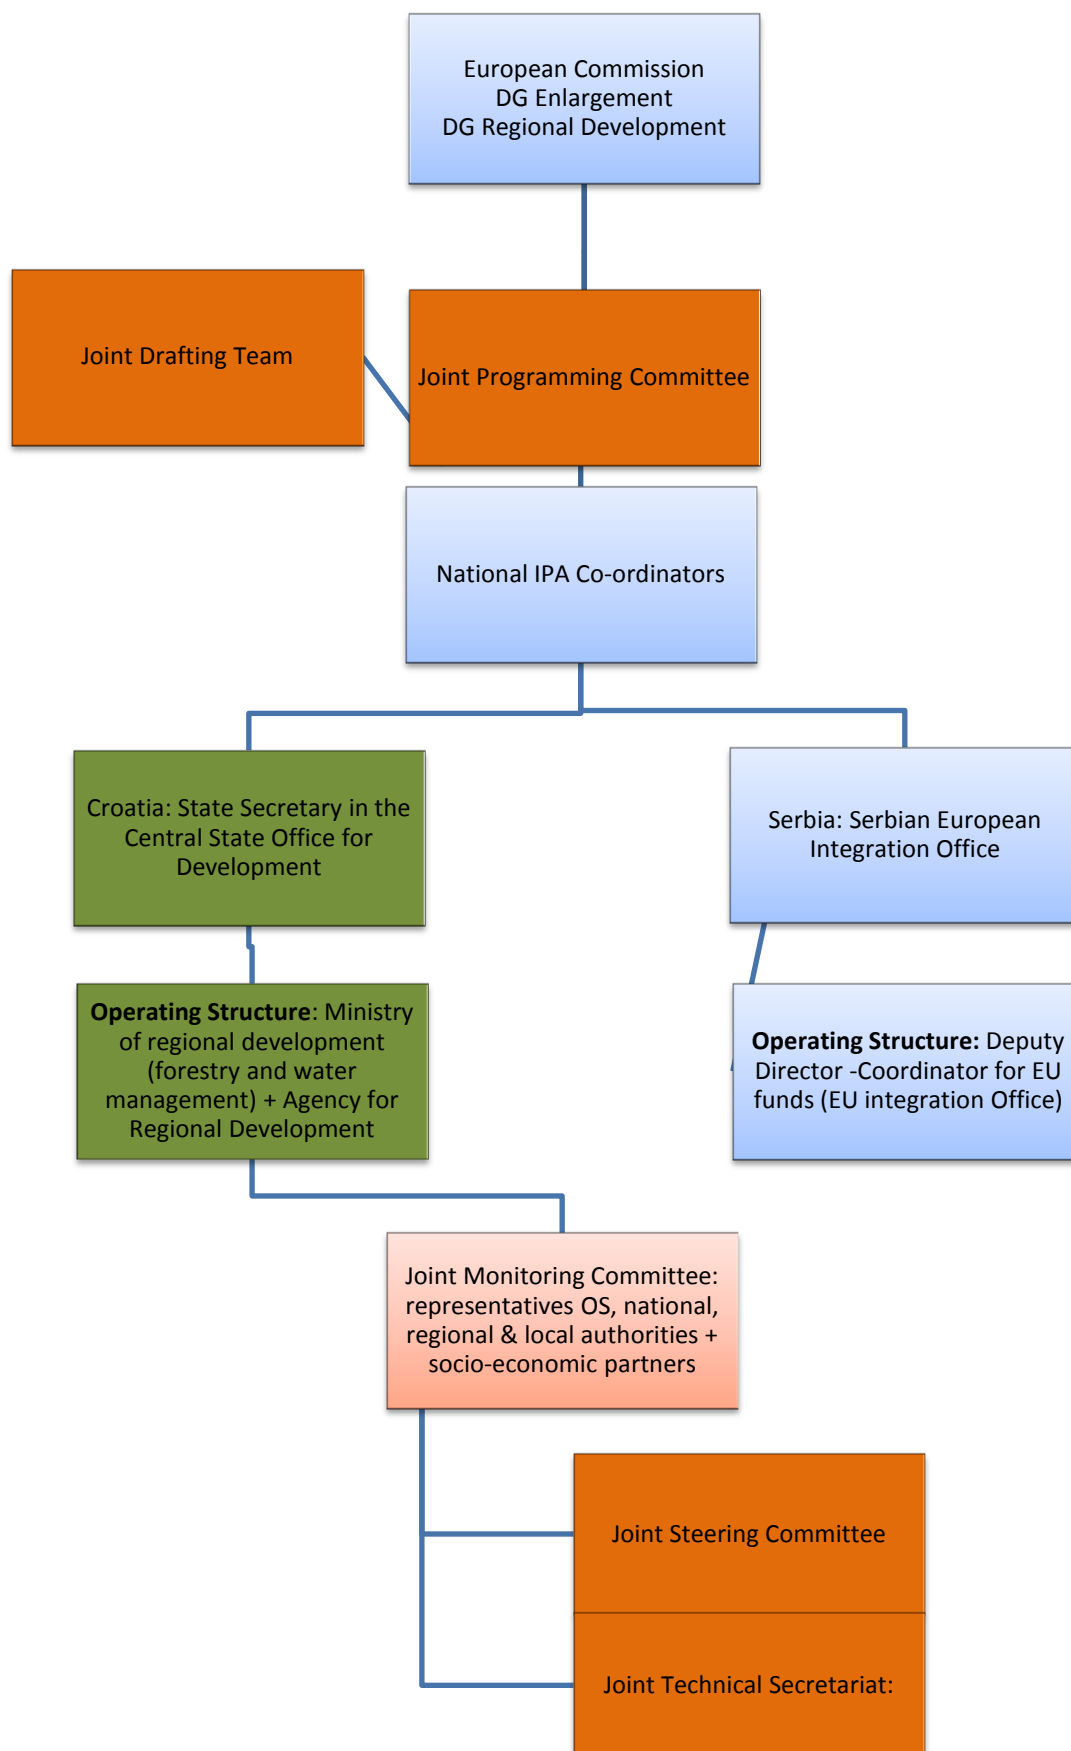 European Commission
DG Enlargement
DG Regional Development
Joint Drafting Team
Joint Programming Committee
National IPA Co-ordinators
Croatia: State Secretary in the
Central State Office for
Development
Serbia: Serbian European
Integration Office
Operating Structure: Ministry
of regional development
(forestry and water
management) + Agency for
Regional Development
Operating Structure: Deputy
Director -Coordinator for EU
funds (EU integration Office)
Joint Monitoring Committee:
representatives OS, national,
regional & local authorities +
socio-economic partners
Joint Steering Committee
Joint Technical Secretariat: